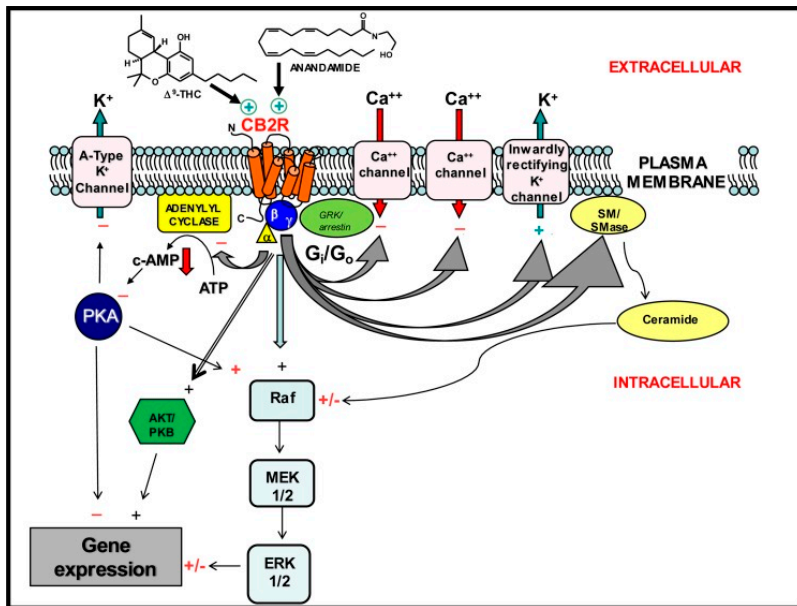 OH
H
H
O
Δ⁹-THC
O
N
H
HO
ANANDAMIDE
EXTRACELLULAR
K⁺
+
+
N
CB2R
Ca⁺⁺
Ca⁺⁺
K⁺
A-Type
K⁺
Channel
Ca⁺⁺
channel
Ca⁺⁺
channel
Inwardly
rectifying
K⁺
channel
PLASMA
MEMBRANE
ADENYLYL
CYCLASE
C
β
γ
α
GRK/
arrestin
Gi/Go
SM/
SMase
−
−
−
−
+
c-AMP
ATP
−
PKA
Ceramide
INTRACELLULAR
+
+
+
Raf
+/-
AKT/
PKB
MEK
1/2
−
+
Gene
expression
+/-
ERK
1/2